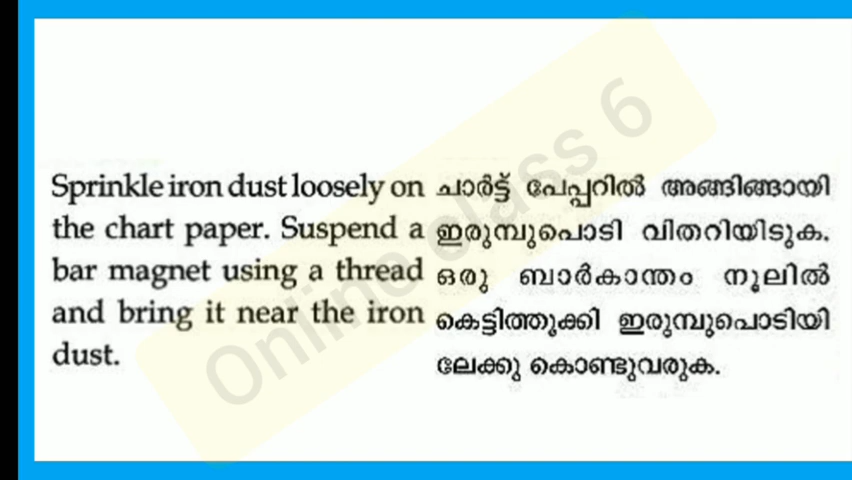 Sprinkle iron dust loosely on
the chart paper. Suspend a
bar magnet using a thread
and bring it near the iron
dust.
ചാർട്ട് പേപ്പറിൽ അങ്ങിങ്ങായി
ഇരുമ്പുപൊടി വിതറിയിടുക.
ഒരു ബാർകാന്തം നൂലിൽ
കെട്ടിത്തൂക്കി ഇരുമ്പുപൊടിയി
ലേക്കു കൊണ്ടുവരുക.
Online class 6